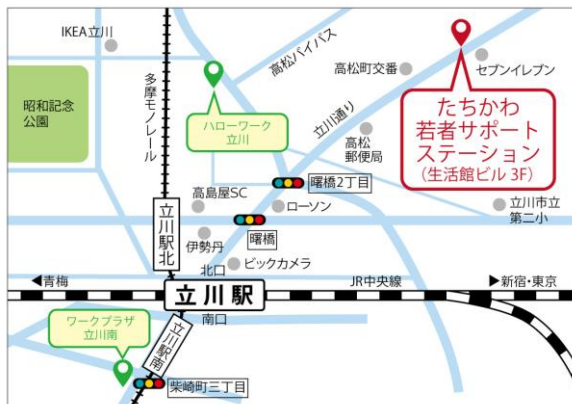 IKEA立川
高松バイパス
高松町交番
セブンイレブン
多摩モノレール
昭和記念
公園
ハローワーク
立川
立川通り
高松
郵便局
たちかわ
若者サポート
ステーション
(生活館ビル 3F)
曙橋2丁目
高島屋SC
ローソン
立川市立
第二小
立川駅北
伊勢丹
曙橋
北口
ビックカメラ
◀青梅
立川駅
JR中央線
▶新宿・東京
南口
ワークプラザ
立川南
立川駅南
柴崎町三丁目